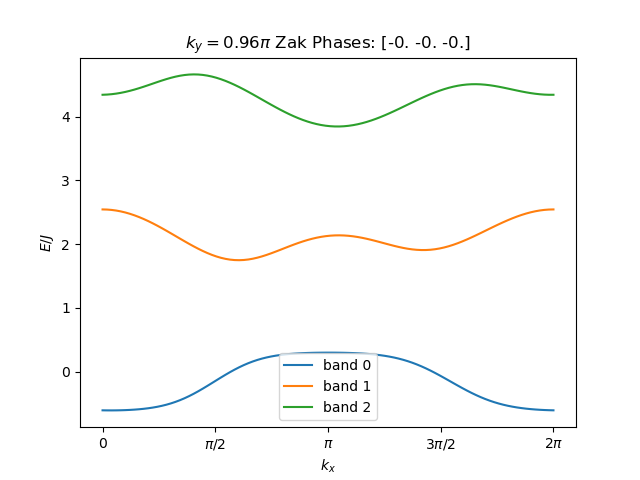 $k_y = 0.96\pi$ Zak Phases: [-0. -0. -0.]
E/J
4
3
2
1
0
band 0
band 1
band 2
0
π/2
π
3π/2
2π
$k_x$